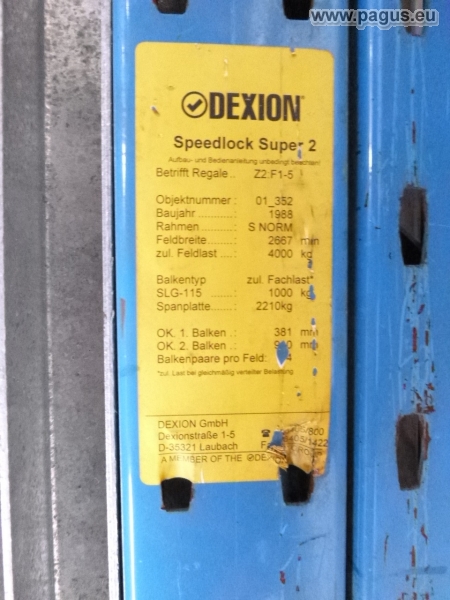 www.pagus.eu
DEXION
Speedlock Super 2
Aufbau- und Bedienanleitung unbedingt beachten!
Betrifft Regale.. Z2 F1-5
Objektnummer : 01_352
Baujahr ........... : 1988
Rahmen .......... : S NORM
Feldbreite ........ : 2667 mm
zul. Feldlast .... : 4000 kg
Balkentyp zul. Fachlast*
SLG-115 ........ : 1000 kg
Spanplatte ...... : 2210kg
OK. 1. Balken .: 381 mm
OK. 2. Balken .: mm
Balkenpaare pro Feld: 4
*zul. Last bei gleichmäßig verteilter Belastung
DEXION GmbH
Dexionstraße 1-5
D-35321 Laubach
A MEMBER OF THE